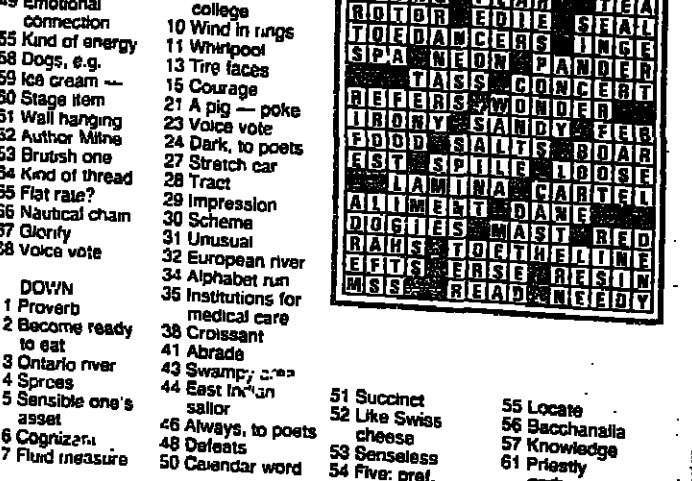 49 Emotional
connection
55 Kind of energy
58 Dogs, e.g.
59 Ice cream —
60 Stage item
61 Wall hanging
62 Author Milne
63 Brutish one
64 Kind of thread
65 Flat rate?
66 Nautical chain
67 Glorify
68 Voice vote
DOWN
1 Proverb
2 Become ready
to eat
3 Ontario river
4 Sprees
5 Sensible one's
asset
6 Cognizant
7 Fluid measure
college
10 Wind in rings
11 Whirlpool
13 Tire faces
15 Courage
21 A pig — poke
23 Voice vote
24 Dark, to poets
27 Stretch car
28 Tract
29 Impression
30 Scheme
31 Unusual
32 European river
34 Alphabet run
35 Institutions for
medical care
38 Croissant
41 Abrade
43 Swampy area
44 East Indian
sailor
46 Always, to poets
48 Defeats
50 Calendar word
TEA
ROTOR EDIE SEAL
TOEDANCERS INGE
SPA NEON PANDER
TASS CONCERT
REFERS WONDER
IRONY SANDY FER
FOOD SALTS BOAR
EST SPILE LOOSE
LAMINA CARTEL
ALIMENT DANE
DOGIES MAST RED
RAHS TOETHELINE
EFTS ERSE RESIN
MSS READ NEEDY
51 Succinct
52 Like Swiss
cheese
53 Senseless
54 Five: pref.
55 Locate
56 Bacchanalia
57 Knowledge
61 Priestly